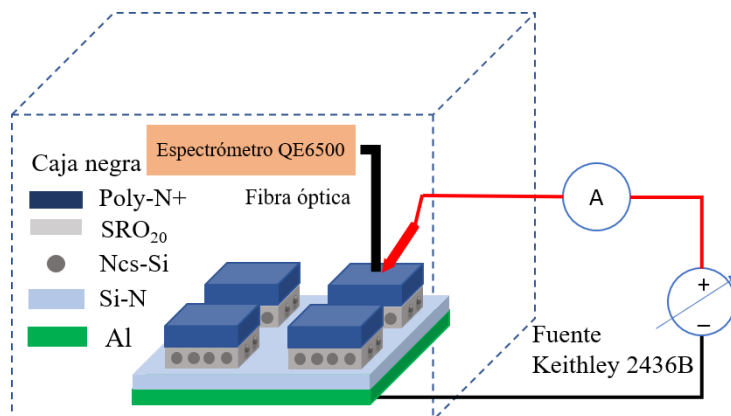 Espectrómetro QE6500
Caja negra
Fibra óptica
Poly-N+
SRO₂₀
Ncs-Si
Si-N
Al
A
+
−
Fuente
Keithley 2436B